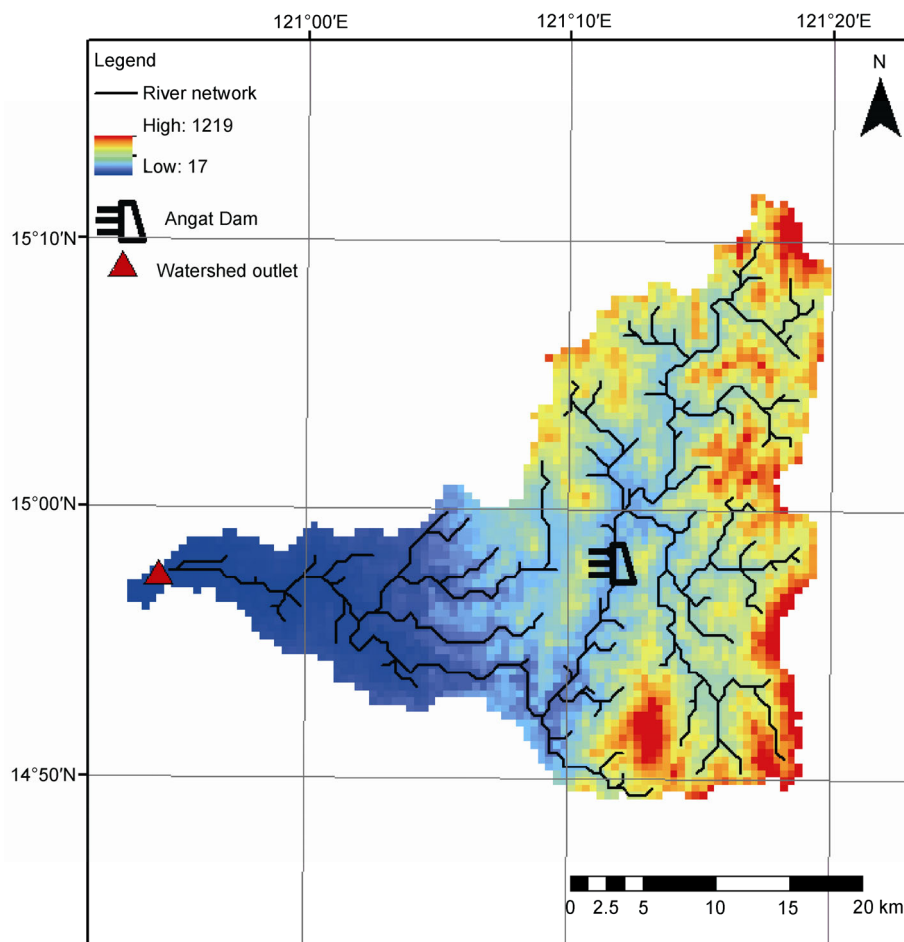 121°00′E 121°10′E 121°20′E
Legend
River network
High: 1219
Low: 17
Angat Dam
Watershed outlet
N
15°10′N
15°00′N
14°50′N
0 2.5 5 10 15 20 km